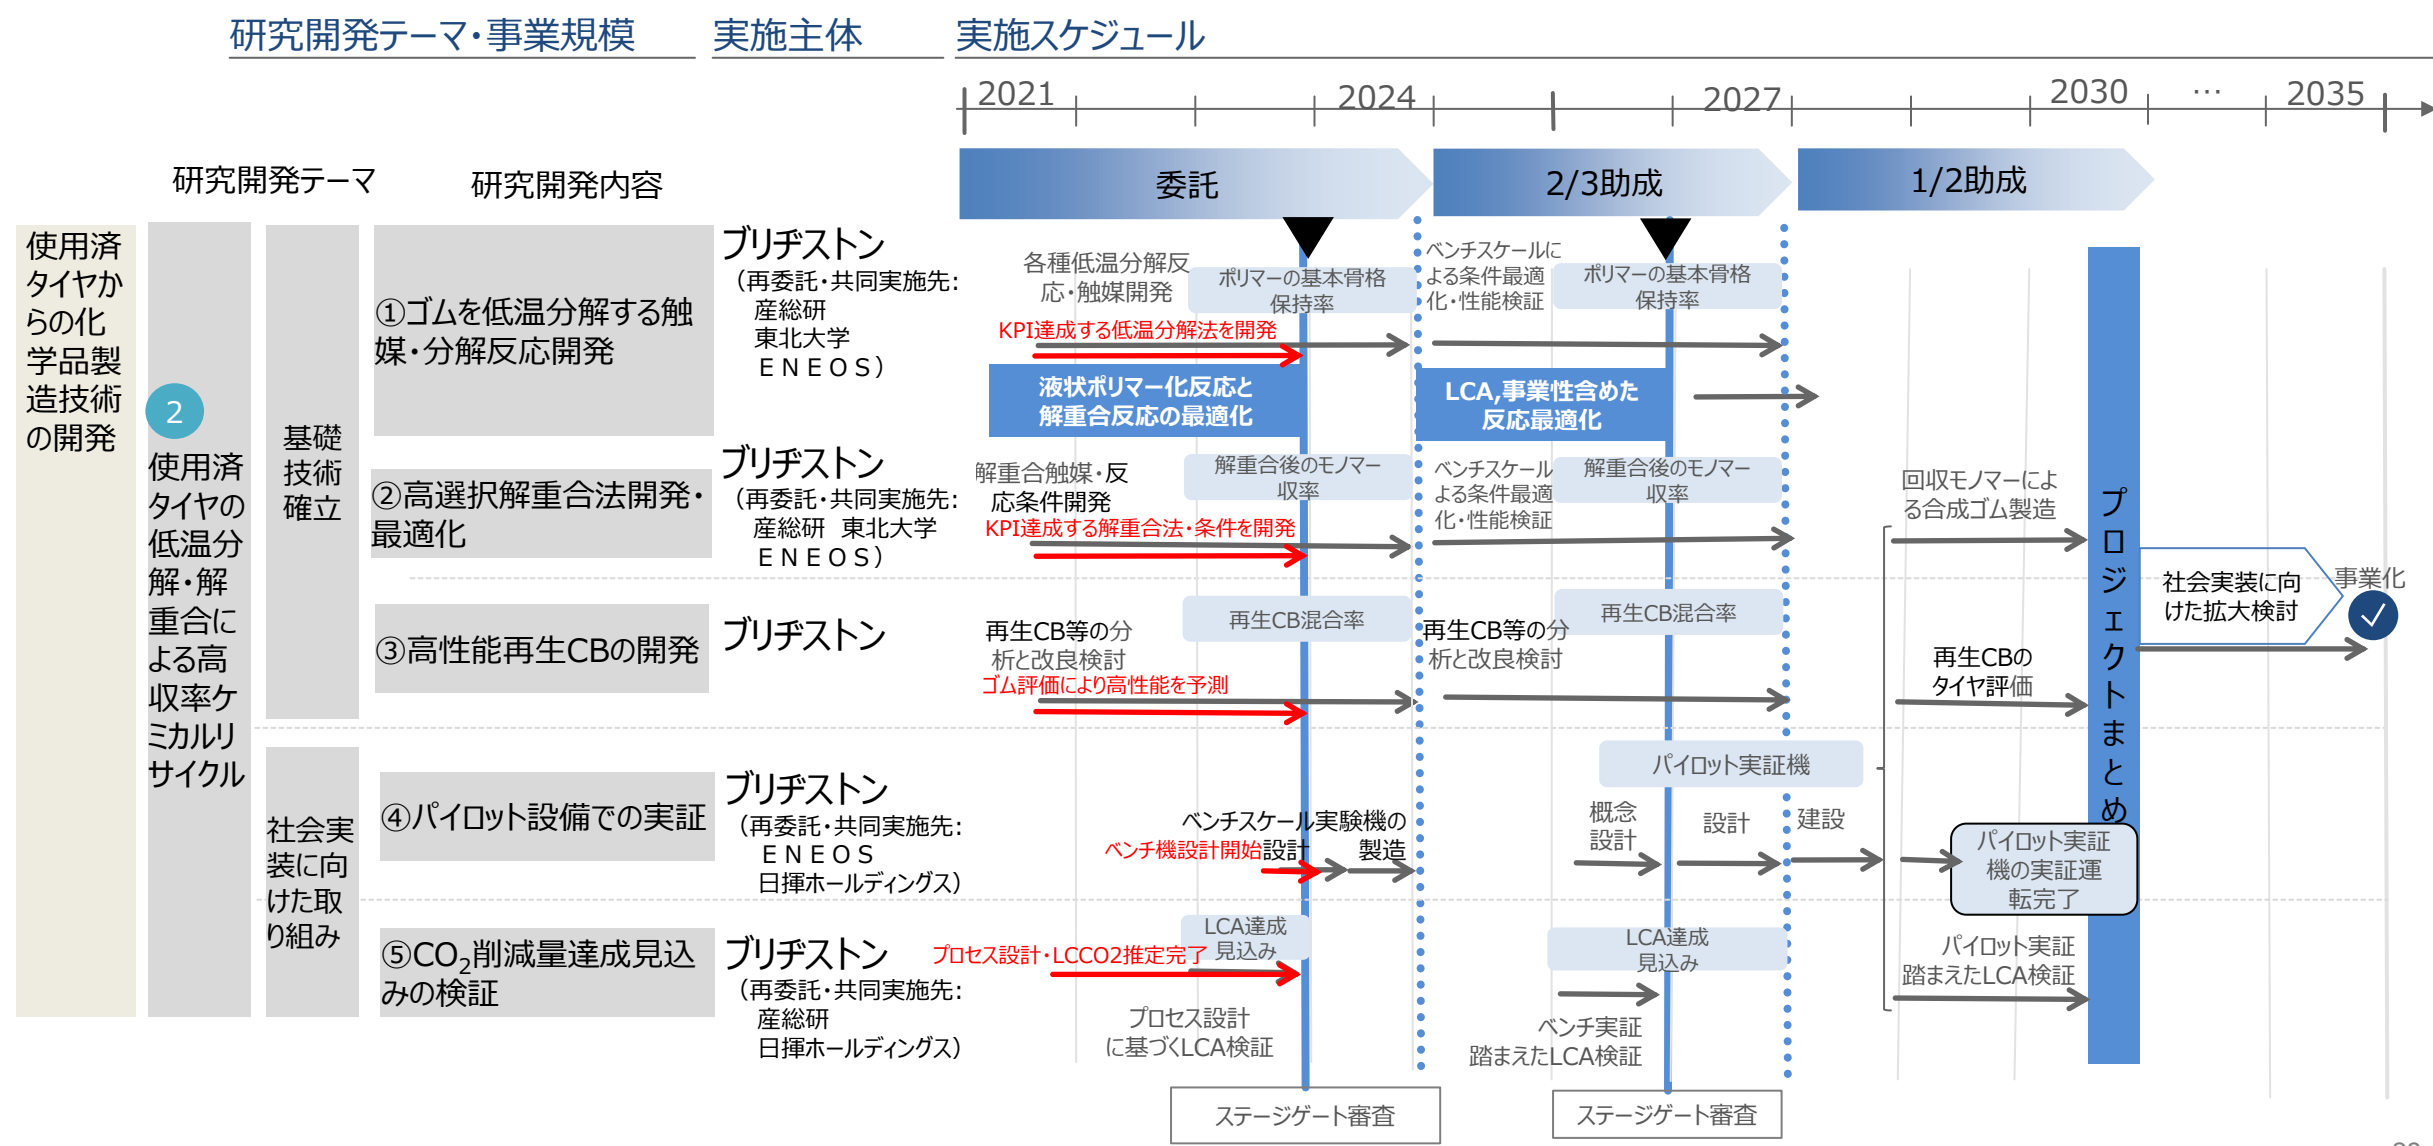 研究開発テーマ・事業規模
実施主体
実施スケジュール
2021
2024
2027
2030
…
2035
研究開発テーマ
研究開発内容
委託
2/3助成
1/2助成
使用済
タイヤか
らの化
学品製
造技術
の開発
2
使用済
タイヤの
低温分
解・解
重合に
よる高
収率ケ
ミカルリ
サイクル
基礎
技術
確立
社会実
装に向
けた取
り組み
①ゴムを低温分解する触
媒・分解反応開発
ブリヂストン
（再委託・共同実施先:
産総研
東北大学
ＥＮＥＯＳ）
各種低温分解反
応・触媒開発
ポリマーの基本骨格
保持率
KPI達成する低温分解法を開発
液状ポリマー化反応と
解重合反応の最適化
ベンチスケールに
よる条件最適
化・性能検証
ポリマーの基本骨格
保持率
LCA,事業性含めた
反応最適化
②高選択解重合法開発・
最適化
ブリヂストン
（再委託・共同実施先:
産総研 東北大学
ＥＮＥＯＳ）
解重合触媒・反
応条件開発
解重合後のモノマー
収率
KPI達成する解重合法・条件を開発
ベンチスケール
よる条件最適
化・性能検証
解重合後のモノマー
収率
回収モノマーによ
る合成ゴム製造
③高性能再生CBの開発
ブリヂストン
再生CB等の分
析と改良検討
再生CB混合率
ゴム評価により高性能を予測
再生CB等の分
析と改良検討
再生CB混合率
再生CBの
タイヤ評価
プロジェクトまとめ
社会実装に向
けた拡大検討
事業化
④パイロット設備での実証
ブリヂストン
（再委託・共同実施先:
ＥＮＥＯＳ
日揮ホールディングス）
ベンチスケール実験機の
ベンチ機設計開始
設計
製造
パイロット実証機
概念
設計
設計
建設
パイロット実証
機の実証運
転完了
⑤CO2削減量達成見込
みの検証
ブリヂストン
（再委託・共同実施先:
産総研
日揮ホールディングス）
LCA達成
見込み
プロセス設計・LCCO2推定完了
プロセス設計
に基づくLCA検証
LCA達成
見込み
ベンチ実証
踏まえたLCA検証
パイロット実証
踏まえたLCA検証
ステージゲート審査
ステージゲート審査